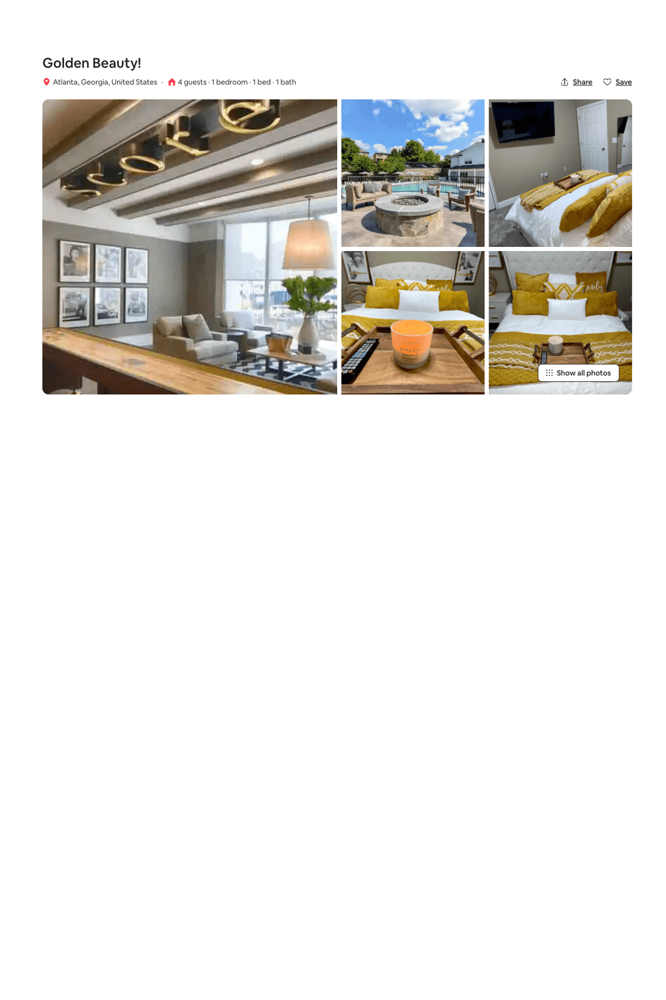 Golden Beauty!
Atlanta, Georgia, United States · 4 guests · 1 bedroom · 1 bed · 1 bath
Share
Save
Show all photos